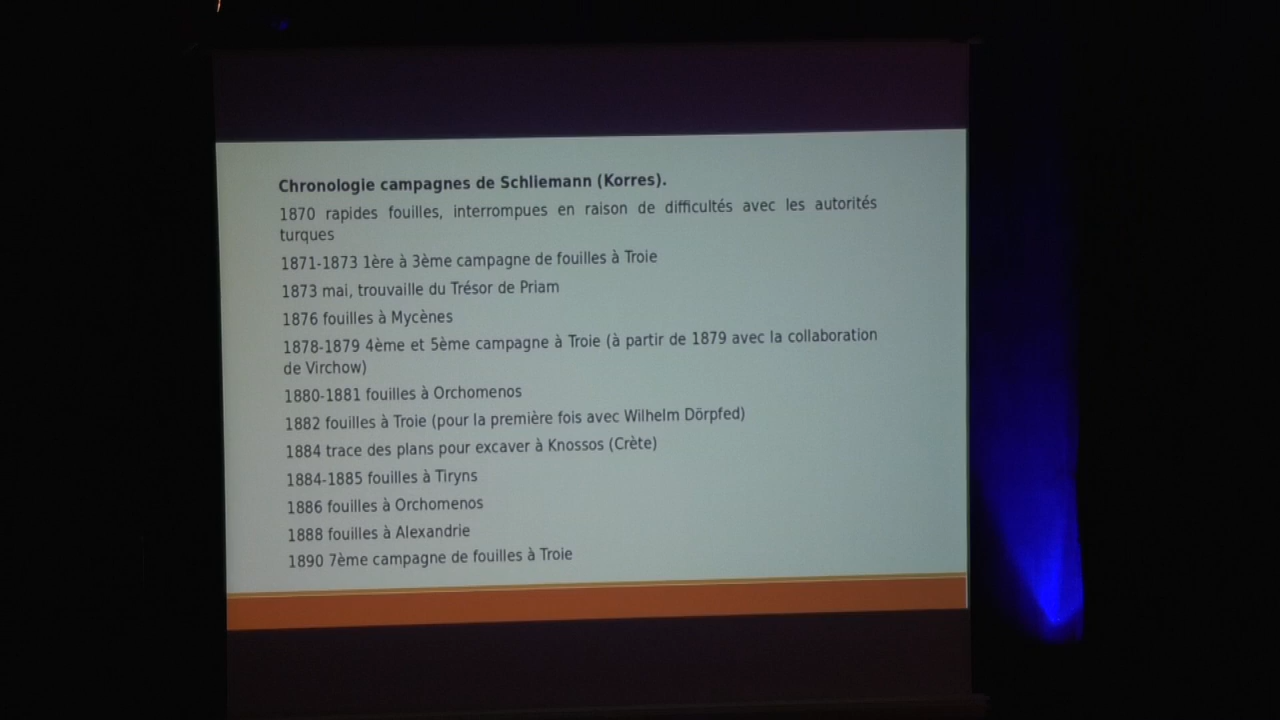 Chronologie campagnes de Schliemann (Korres).
1870 rapides fouilles, interrompues en raison de difficultés avec les autorités
turques
1871-1873 1ère à 3ème campagne de fouilles à Troie
1873 mai, trouvaille du Trésor de Priam
1876 fouilles à Mycènes
1878-1879 4ème et 5ème campagne à Troie (à partir de 1879 avec la collaboration
de Virchow)
1880-1881 fouilles à Orchomenos
1882 fouilles à Troie (pour la première fois avec Wilhelm Dörpfed)
1884 trace des plans pour excaver à Knossos (Crète)
1884-1885 fouilles à Tiryns
1886 fouilles à Orchomenos
1888 fouilles à Alexandrie
1890 7ème campagne de fouilles à Troie